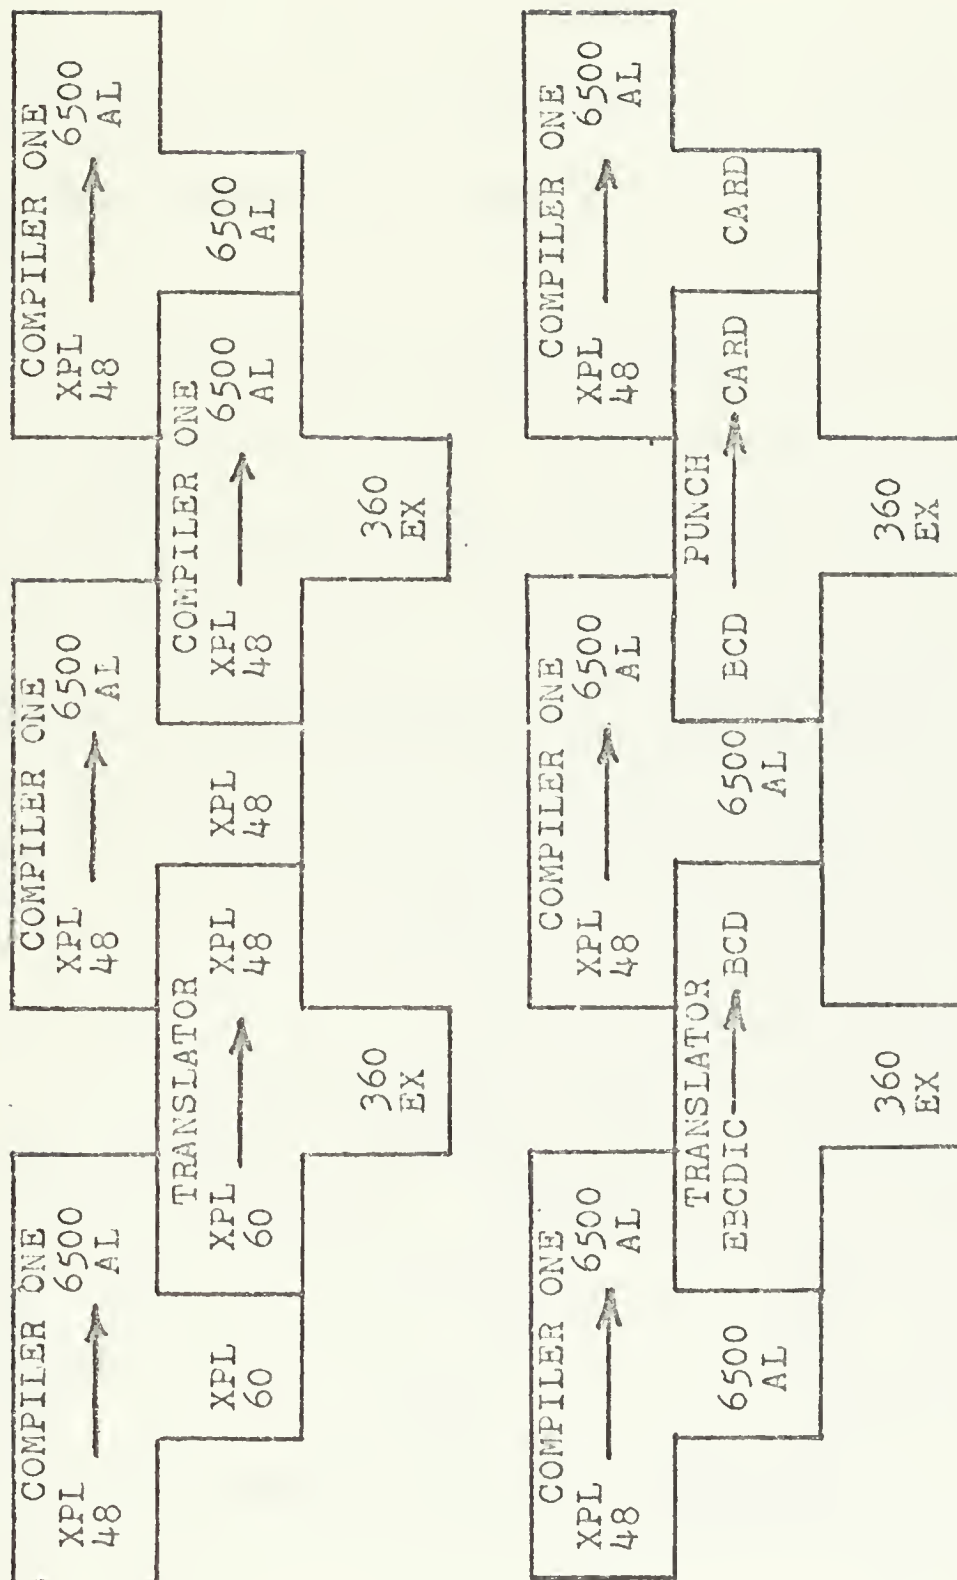 COMPILER ONE
XPL
48
6500
AL
XPL
60
TRANSLATOR
XPL
60
XPL
48
360
EX
COMPILER ONE
XPL
48
6500
AL
XPL
48
COMPILER ONE
XPL
48
6500
AL
360
EX
COMPILER ONE
XPL
48
6500
AL
6500
AL
COMPILER ONE
XPL
48
6500
AL
6500
AL
TRANSLATOR
EBCDIC BCD
360
EX
COMPILER ONE
XPL
48
6500
AL
6500
AL
PUNCH
BCD CARD
360
EX
COMPILER ONE
XPL
48
6500
AL
CARD